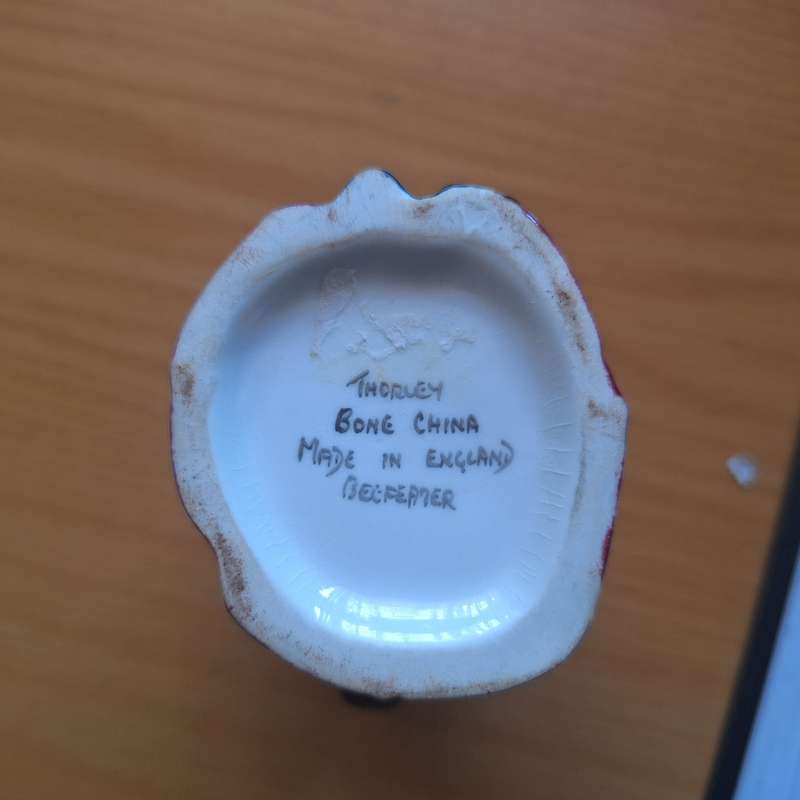 THORLEY
BONE CHINA
MADE IN ENGLAND
BEEFEATER